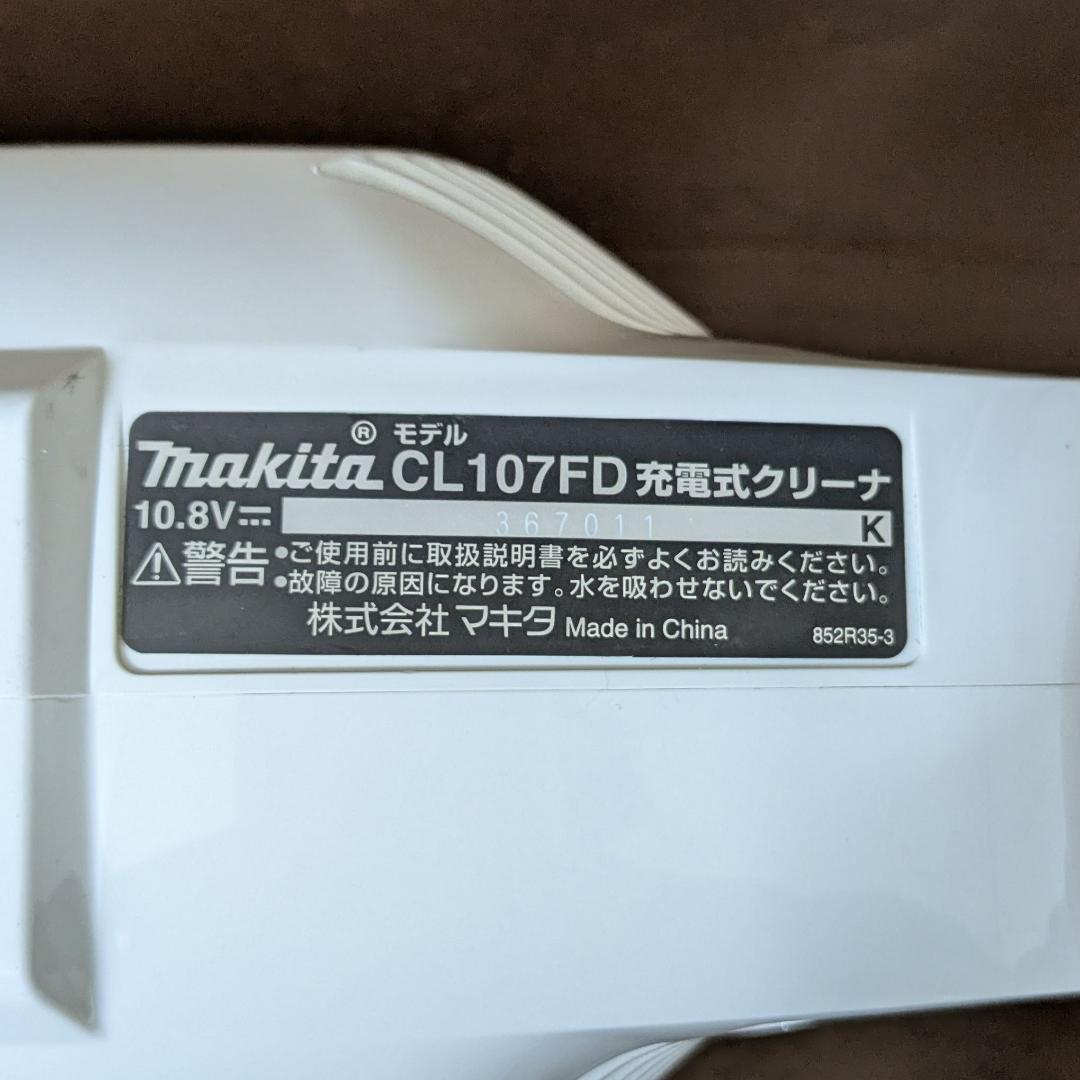 makita® モデル CL107FD 充電式クリーナ
10.8V⎓ 367011 K
⚠警告 •ご使用前に取扱説明書を必ずよくお読みください。
•故障の原因になります。水を吸わせないでください。
株式会社 マキタ Made in China 852R35-3